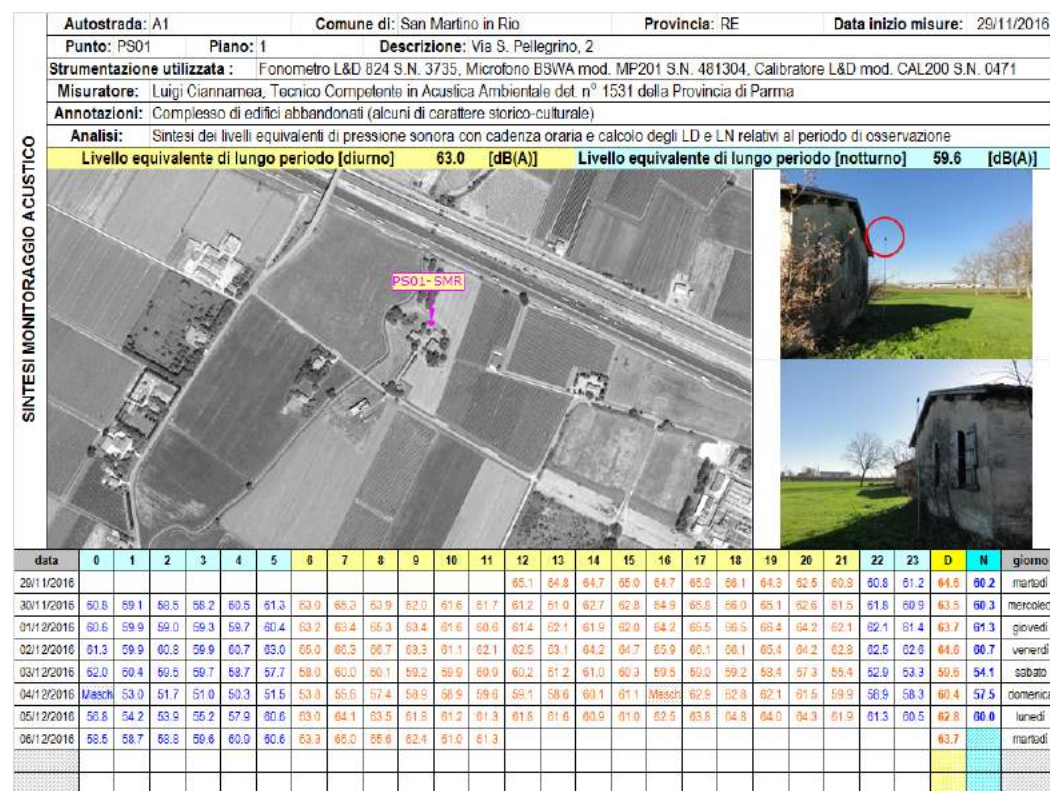 Autostrada: A1 Comune di: San Martino in Rio Provincia: RE Data inizio misure: 29/11/2016
Punto: PS01 Piano: 1 Descrizione: Via S. Pellegrino, 2
Strumentazione utilizzata : Fonometro L&D 824 S.N. 3735, Microfono BSWA mod. MP201 S.N. 481304, Calibratore L&D mod. CAL200 S.N. 0471
Misuratore: Luigi Ciannamea, Tecnico Competente in Acustica Ambientale det. n° 1531 della Provincia di Parma
Annotazioni: Complesso di edifici abbandonati (alcuni di carattere storico-culturale)
Analisi: Sintesi dei livelli equivalenti di pressione sonora con cadenza oraria e calcolo degli LD e LN relativi al periodo di osservazione
Livello equivalente di lungo periodo [diurno] 63.0 [dB(A)] Livello equivalente di lungo periodo [notturno] 59.6 [dB(A)]
SINTESI MONITORAGGIO ACUSTICO
PS01-SMR
data 0 1 2 3 4 5 6 7 8 9 10 11 12 13 14 15 16 17 18 19 20 21 22 23 D N giorno
29/11/2016 65.1 64.8 64.7 65.0 64.7 65.9 66.1 64.3 62.5 60.8 60.8 61.2 64.6 60.2 martedì
30/11/2016 60.8 59.1 58.5 58.2 60.5 61.3 63.0 65.3 63.9 62.0 61.6 61.7 61.2 61.0 62.7 62.8 64.9 65.8 66.0 65.1 62.6 61.5 61.8 60.9 63.5 60.3 mercoled
01/12/2016 60.6 59.9 59.0 59.3 59.7 60.4 63.2 63.4 65.3 63.4 61.6 60.6 61.4 62.1 61.9 62.0 64.2 65.5 66.5 66.4 64.2 62.1 62.1 61.4 63.7 61.3 giovedì
02/12/2016 61.3 59.9 60.8 59.9 60.7 63.0 65.0 66.3 66.7 63.3 61.1 62.1 62.5 63.1 64.2 64.7 65.9 66.1 66.1 65.4 64.2 62.8 62.5 62.6 64.6 60.7 venerdì
03/12/2016 62.0 60.4 59.5 59.7 58.7 57.7 58.0 60.0 60.1 59.2 59.9 60.9 60.2 61.2 61.0 60.3 59.5 59.0 59.2 58.4 57.3 55.4 52.9 53.3 59.6 54.1 sabato
04/12/2016 Masch 53.0 51.7 51.0 50.3 51.5 53.8 55.6 57.4 58.9 58.9 59.6 59.1 58.6 60.1 61.1 Masch 62.9 62.8 62.1 61.5 59.9 58.9 58.3 60.4 57.5 domenica
05/12/2016 56.8 54.2 53.9 55.2 57.9 60.6 63.0 64.1 63.5 61.8 61.2 61.3 61.8 61.6 60.9 61.0 62.5 63.8 64.8 64.0 64.3 61.9 61.3 60.5 62.8 60.0 lunedì
06/12/2016 58.5 58.7 58.8 59.6 60.9 60.6 63.3 65.0 65.6 62.4 61.0 61.3 63.7 martedì